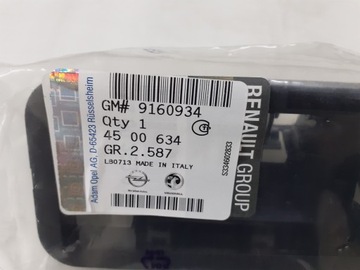 GM# 9160934
Qty 1
45 00 634
GR.2.587
L80713 MADE IN ITALY
Adam Opel AG, D-65423 Rüsselsheim
RENAULT GROUP
S334602833